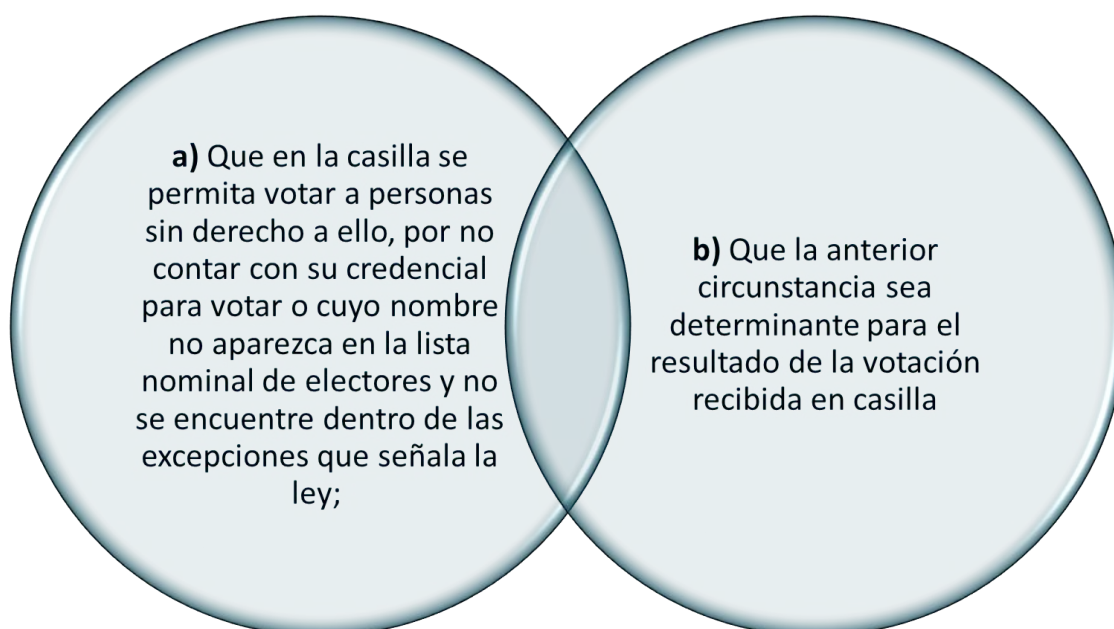 a) Que en la casilla se
permita votar a personas
sin derecho a ello, por no
contar con su credencial
para votar o cuyo nombre
no aparezca en la lista
nominal de electores y no
se encuentre dentro de las
excepciones que señala la
ley;
b) Que la anterior
circunstancia sea
determinante para el
resultado de la votación
recibida en casilla